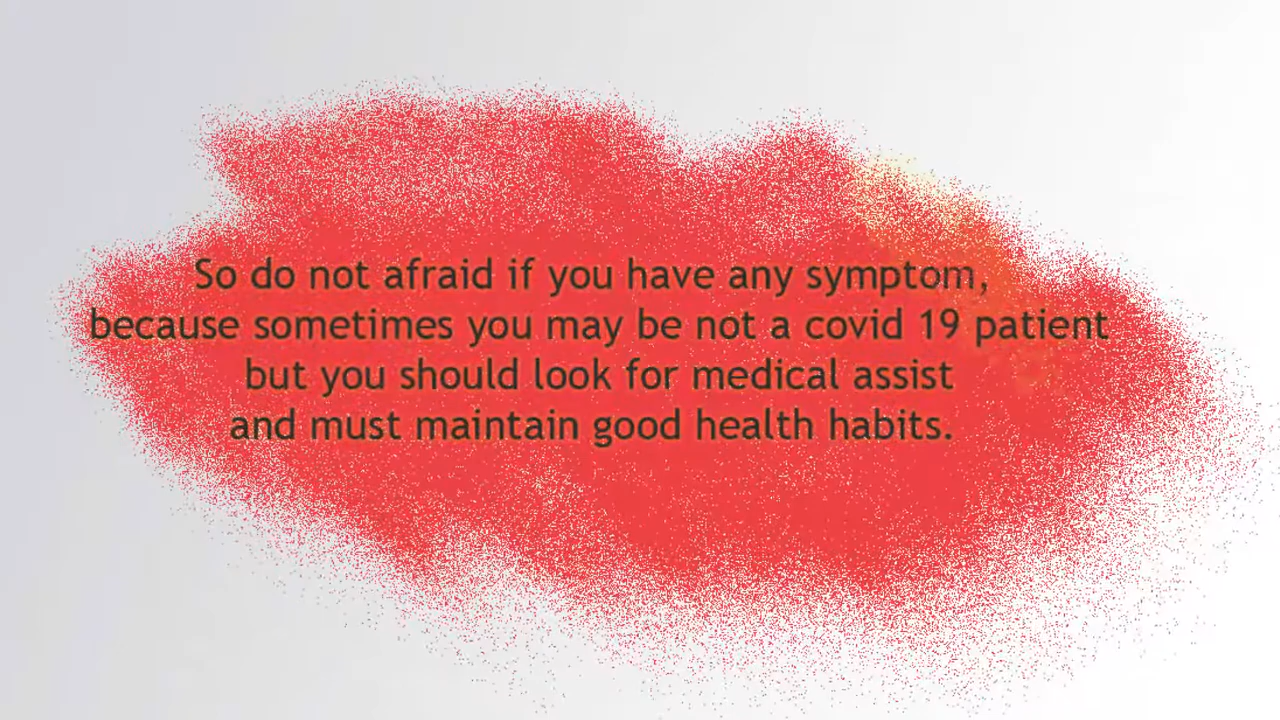 So do not afraid if you have any symptom,
because sometimes you may be not a covid 19 patient
but you should look for medical assist
and must maintain good health habits.